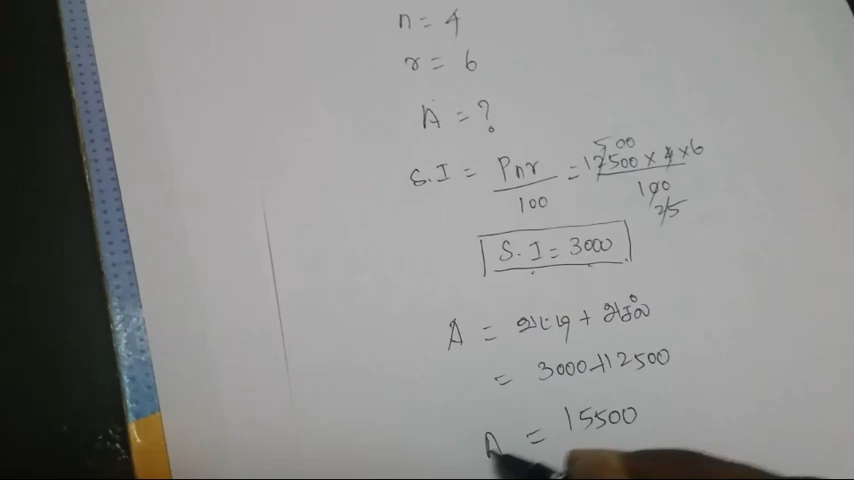 n = 4
r = 6
A = ?
S.I = Pnr / 100 = 12500 × 4 × 6 / 100
500
25
S.I = 3000
A = வட்டி + அசல்
= 3000 + 12500
A = 15500